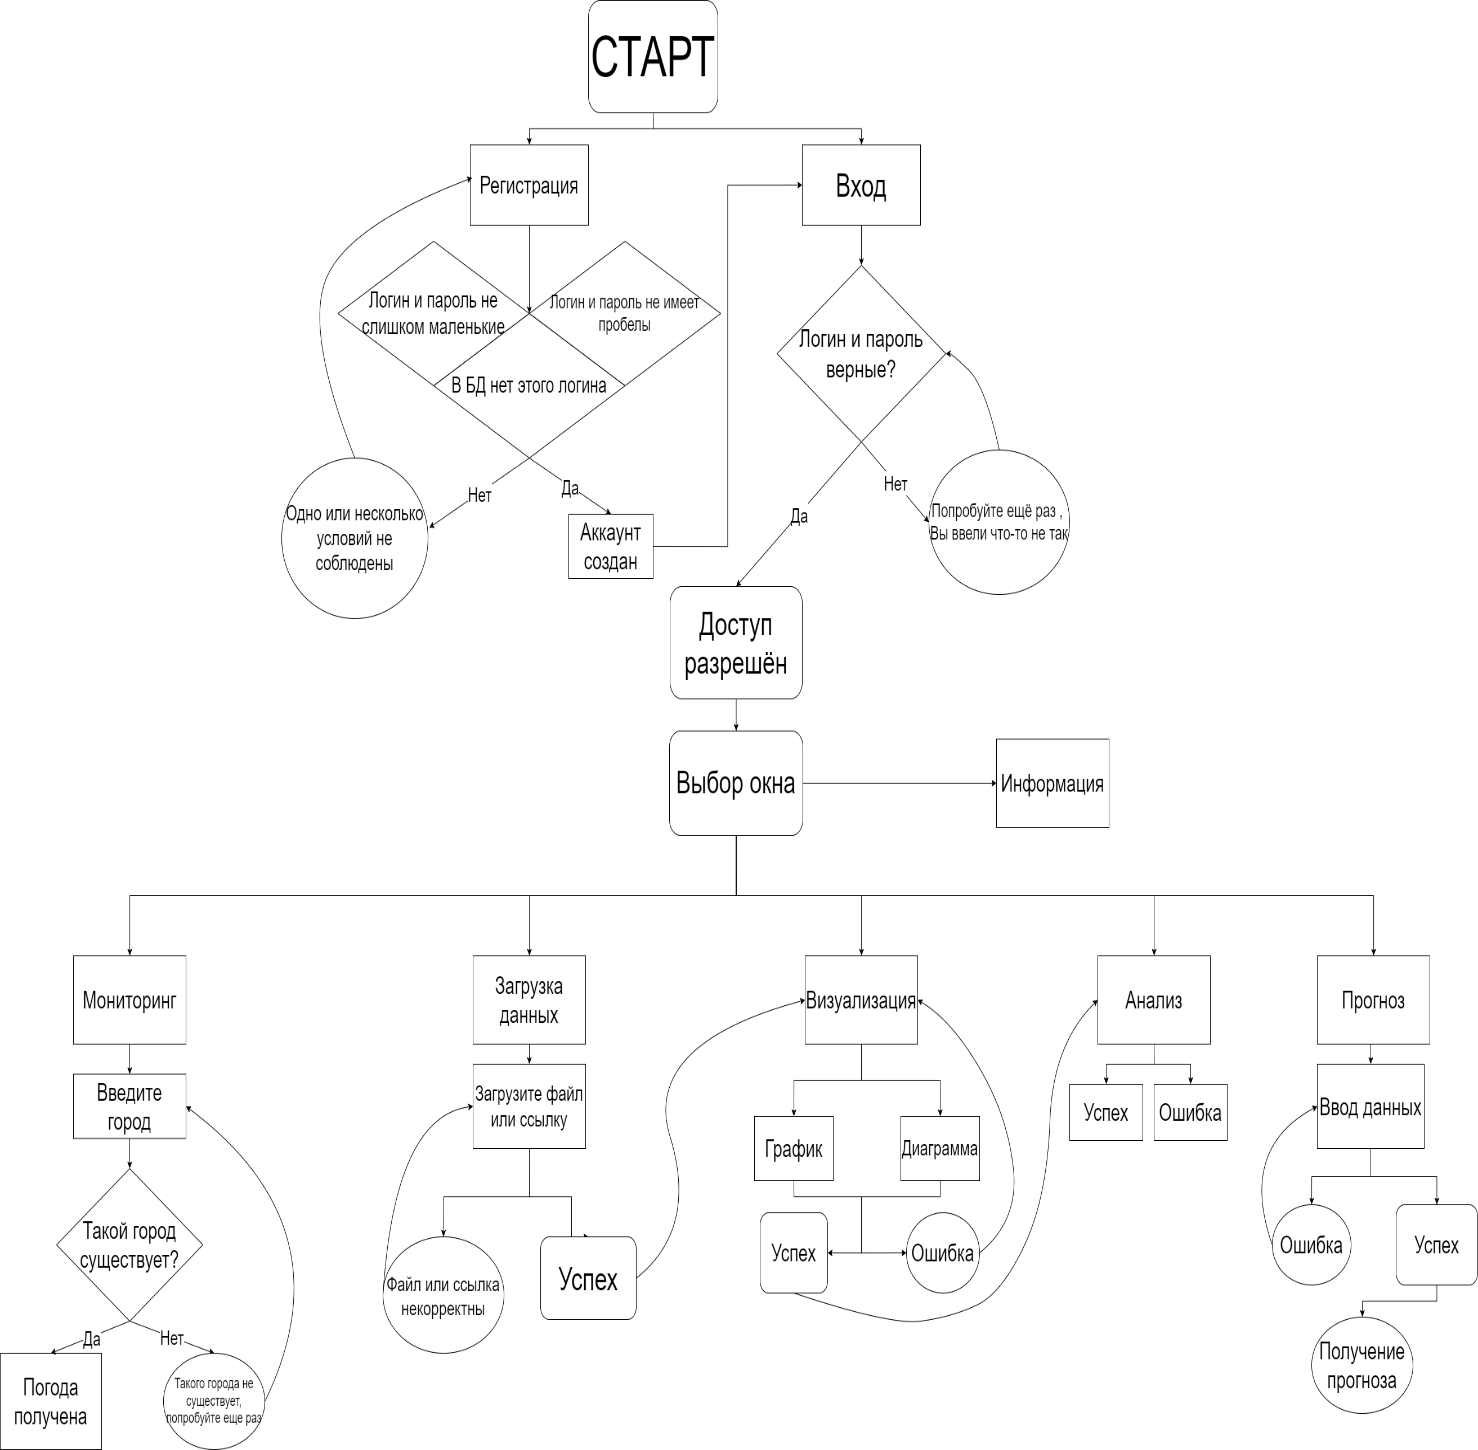 СТАРТ
Регистрация
Вход
Логин и пароль не
слишком маленькие
Логин и пароль не имеет
пробелы
В БД нет этого логина
Логин и пароль
верные?
Нет
Да
Нет
Да
Одно или несколько
условий не
соблюдены
Аккаунт
создан
Попробуйте ещё раз ,
Вы ввели что-то не так
Доступ
разрешён
Выбор окна
Информация
Мониторинг
Загрузка
данных
Визуализация
Анализ
Прогноз
Введите
город
Загрузите файл
или ссылку
График
Диаграмма
Успех
Ошибка
Ввод данных
Такой город
существует?
Файл или ссылка
некорректны
Успех
Успех
Ошибка
Ошибка
Успех
Да
Нет
Погода
получена
Такого города не
существует,
попробуйте еще раз
Получение
прогноза